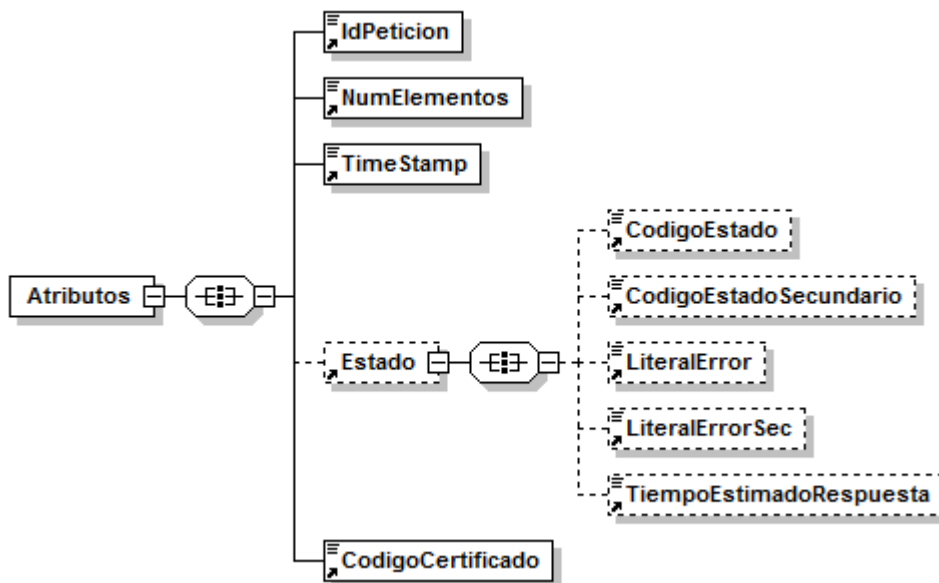 IdPeticion
NumElementos
TimeStamp
Atributos
Estado
CodigoEstado
CodigoEstadoSecundario
LiteralError
LiteralErrorSec
TiempoEstimadoRespuesta
CodigoCertificado